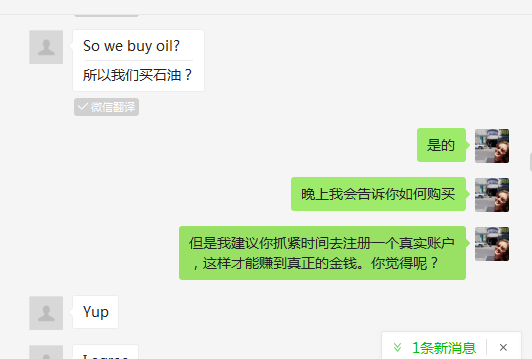 So we buy oil?
所以我们买石油？
微信翻译
是的
晚上我会告诉你如何购买
但是我建议你抓紧时间去注册一个真实账户
，这样才能赚到真正的金钱。你觉得呢？
Yup
I agree
1条新消息